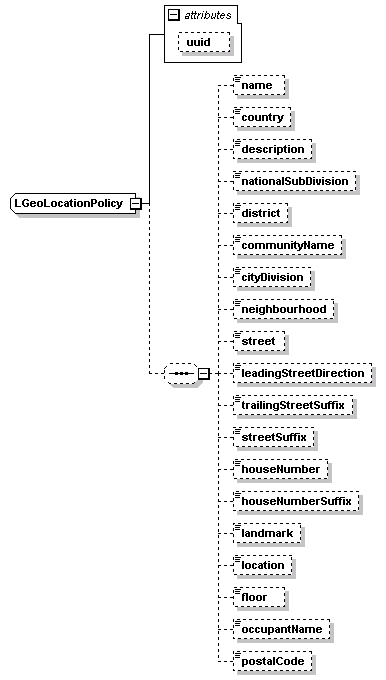 attributes
uuid
name
country
description
nationalSubDivision
district
communityName
cityDivision
LGeoLocationPolicy
neighbourhood
street
leadingStreetDirection
trailingStreetSuffix
streetSuffix
houseNumber
houseNumberSuffix
landmark
location
floor
occupantName
postalCode